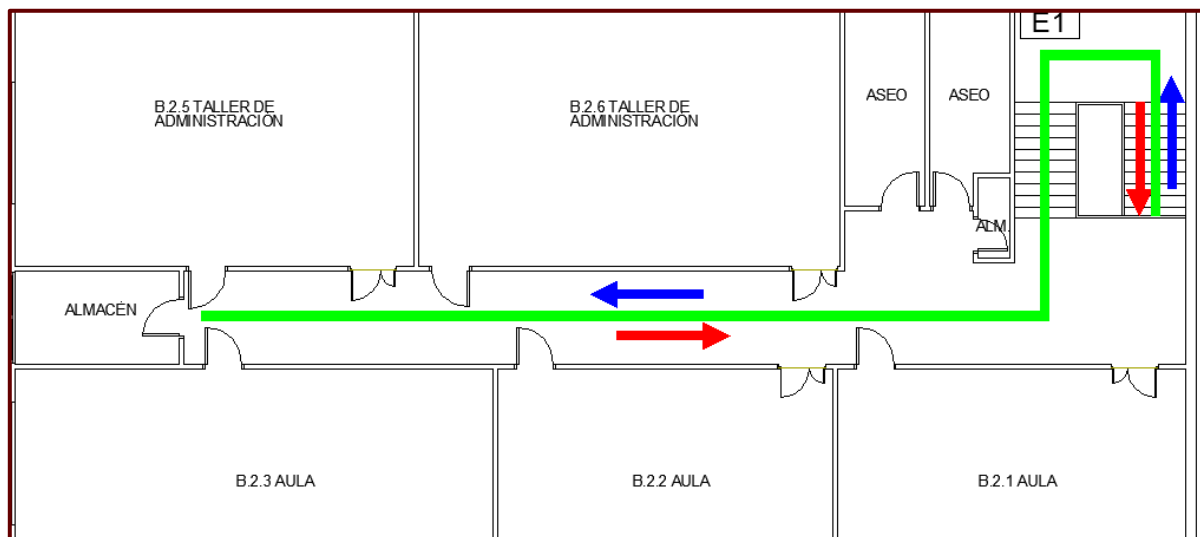 E1
B.2.5 TALLER DE
ADMINISTRACIÓN
B.2.6 TALLER DE
ADMINISTRACIÓN
ASEO
ASEO
ALM.
ALMACÉN
B.2.3 AULA
B.2.2 AULA
B.2.1 AULA